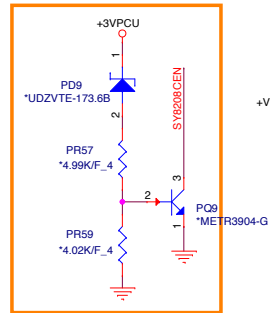 +3VPCU
1
PD9
*UDZVTE-173.6B
2
PR57
*4.99K/F_4
PR59
*4.02K/F_4
SY8208CEN
3
2
PQ9
*METR3904-G
1
+V